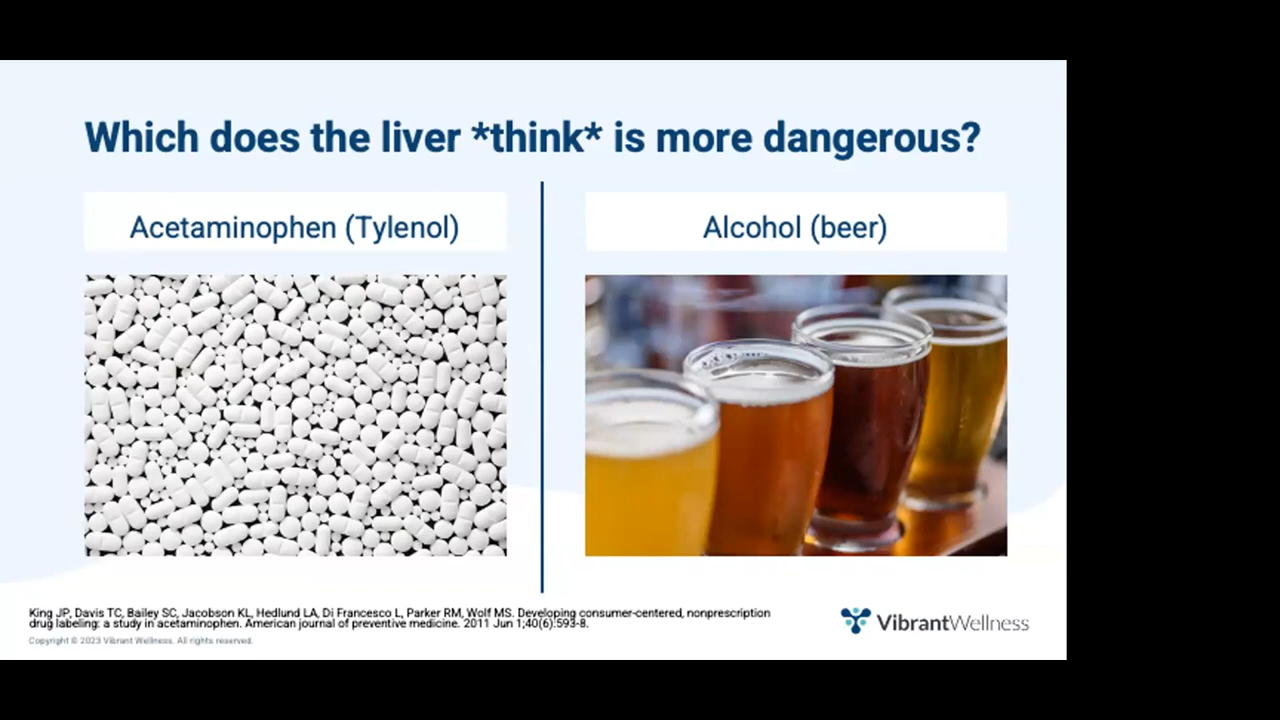 Which does the liver *think* is more dangerous?
Acetaminophen (Tylenol)
Alcohol (beer)
King JP, Davis TC, Bailey SC, Jacobson KL, Hedlund LA, Di Francesco L, Parker RM, Wolf MS. Developing consumer-centered, nonprescription
drug labeling: a study in acetaminophen. American journal of preventive medicine. 2011 Jun 1;40(6):593-8.
Copyright © 2023 Vibrant Wellness. All rights reserved.
VibrantWellness